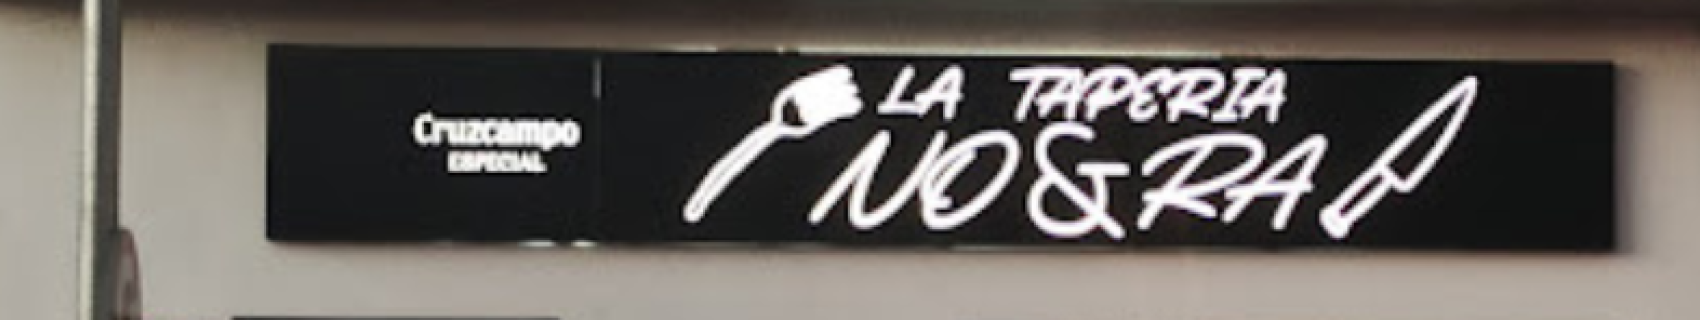 Cruzcampo
ESPECIAL
LA TAPERIA
NO&RA